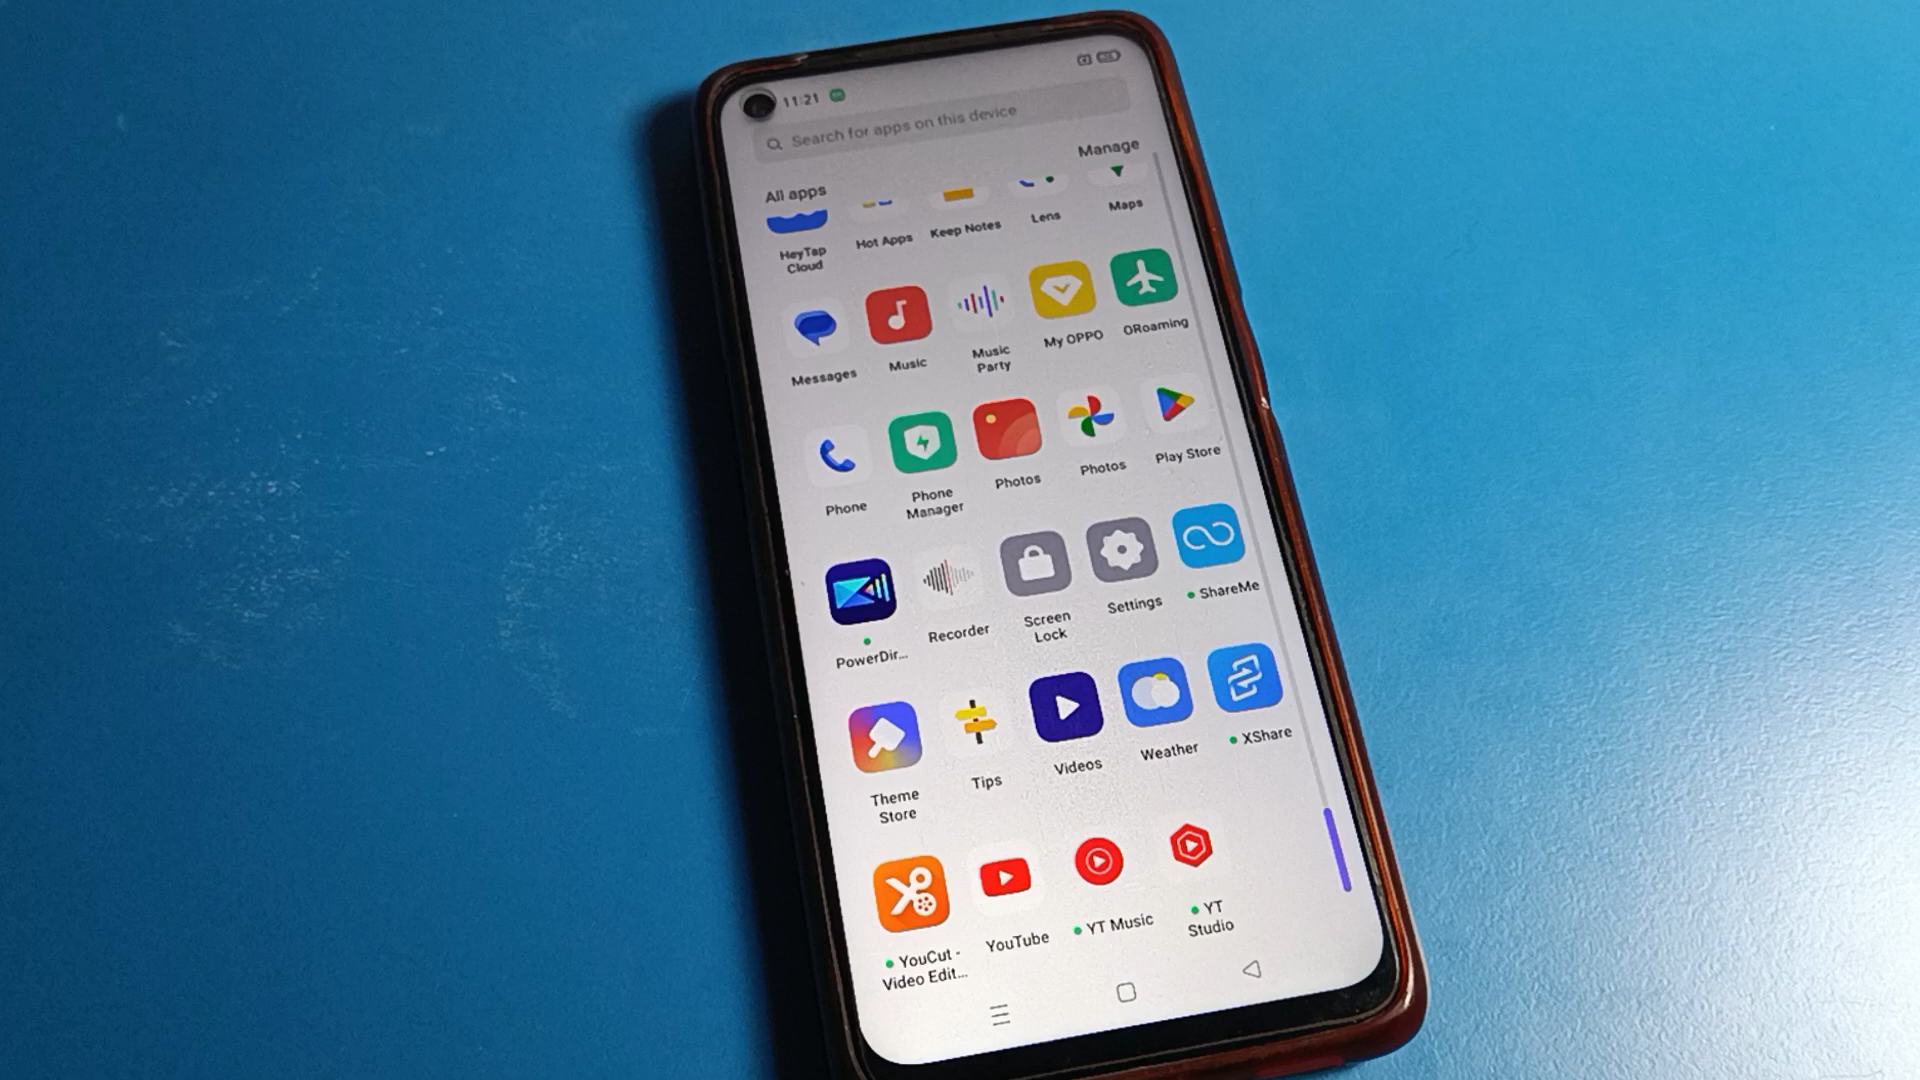 11:21
Search for apps on this device
Manage
All apps
HeyTap
Cloud
Hot Apps
Keep Notes
Lens
Maps
Messages
Music
Music
Party
My OPPO
ORoaming
Phone
Phone
Manager
Photos
Photos
Play Store
PowerDir...
Recorder
Screen
Lock
Settings
ShareMe
Theme
Store
Tips
Videos
Weather
XShare
YouCut -
Video Edit...
YouTube
YT Music
YT
Studio